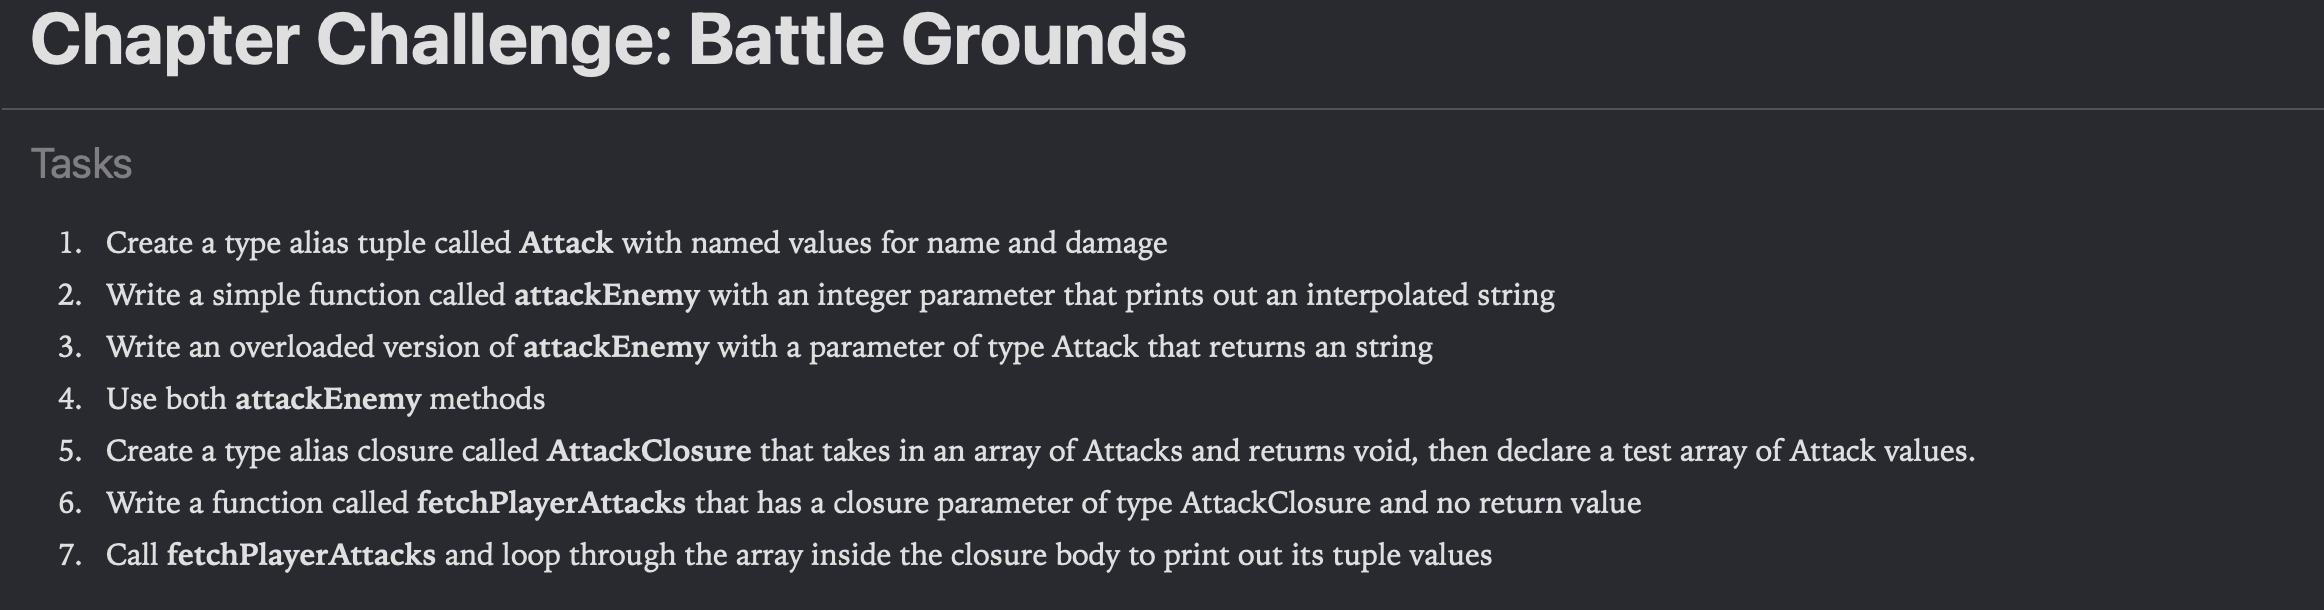 Chapter Challenge: Battle Grounds
Tasks
1. Create a type alias tuple called Attack with named values for name and damage
2. Write a simple function called attackEnemy with an integer parameter that prints out an interpolated string
3. Write an overloaded version of attackEnemy with a parameter of type Attack that returns an string
4. Use both attackEnemy methods
5. Create a type alias closure called AttackClosure that takes in an array of Attacks and returns void, then declare a test array of Attack values.
6. Write a function called fetchPlayerAttacks that has a closure parameter of type AttackClosure and no return value
7. Call fetchPlayerAttacks and loop through the array inside the closure body to print out its tuple values